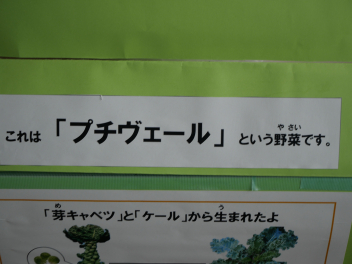 これは「プチヴェール」という野菜です。
「芽キャベツ」と「ケール」から生まれたよ